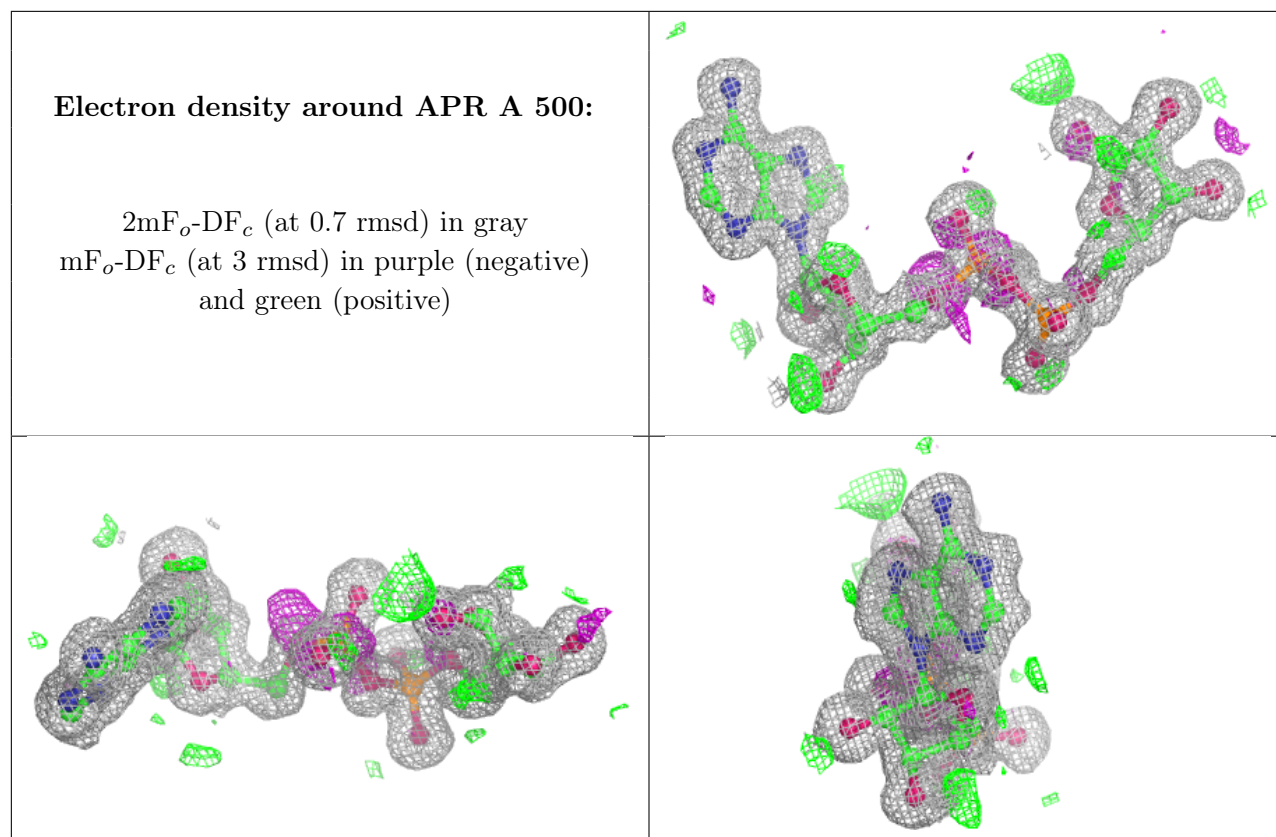 Electron density around APR A 500:
2mFₒ-DF𝒸 (at 0.7 rmsd) in gray
mFₒ-DF𝒸 (at 3 rmsd) in purple (negative)
and green (positive)